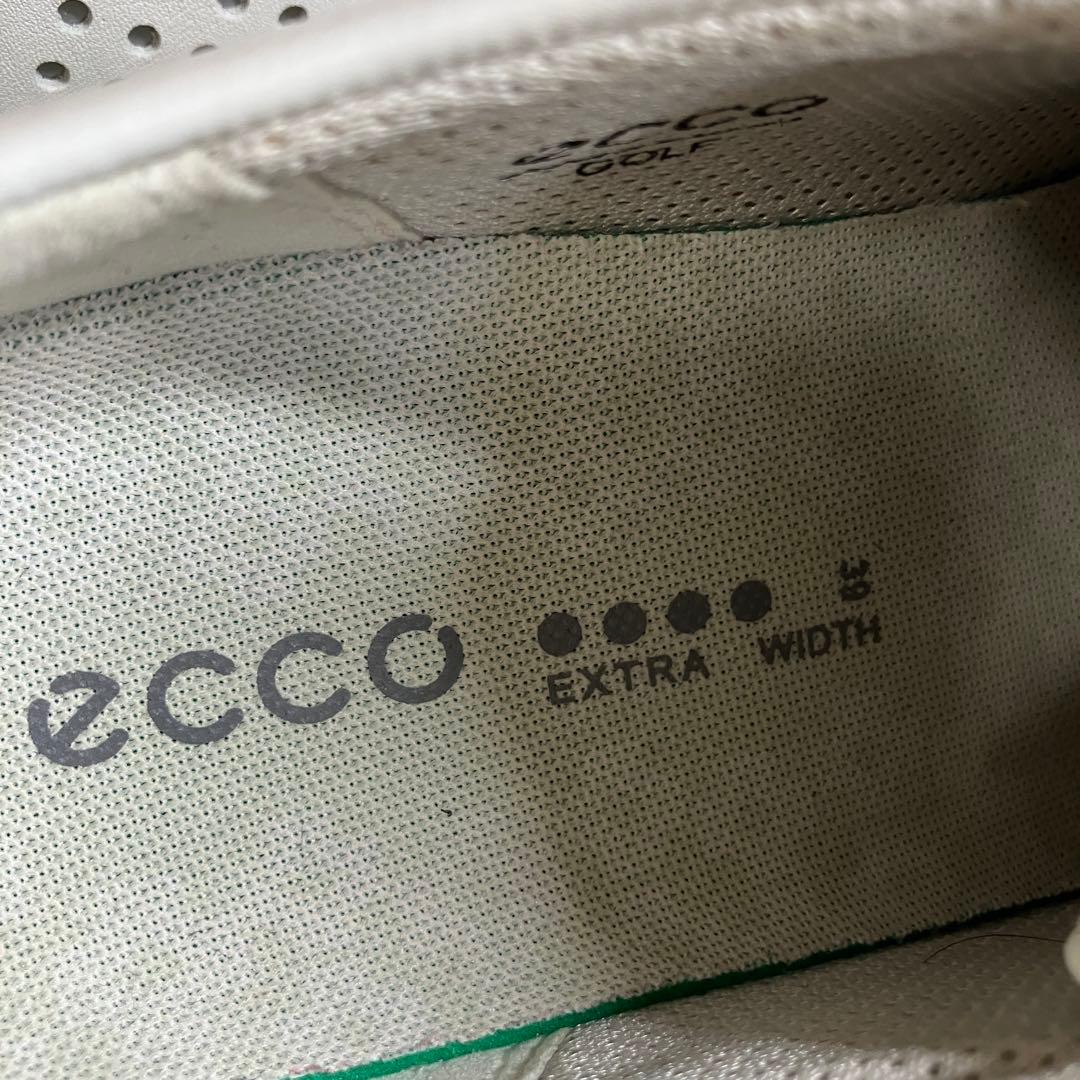 ecco
GOLF
ecco
EXTRA WIDTH
39